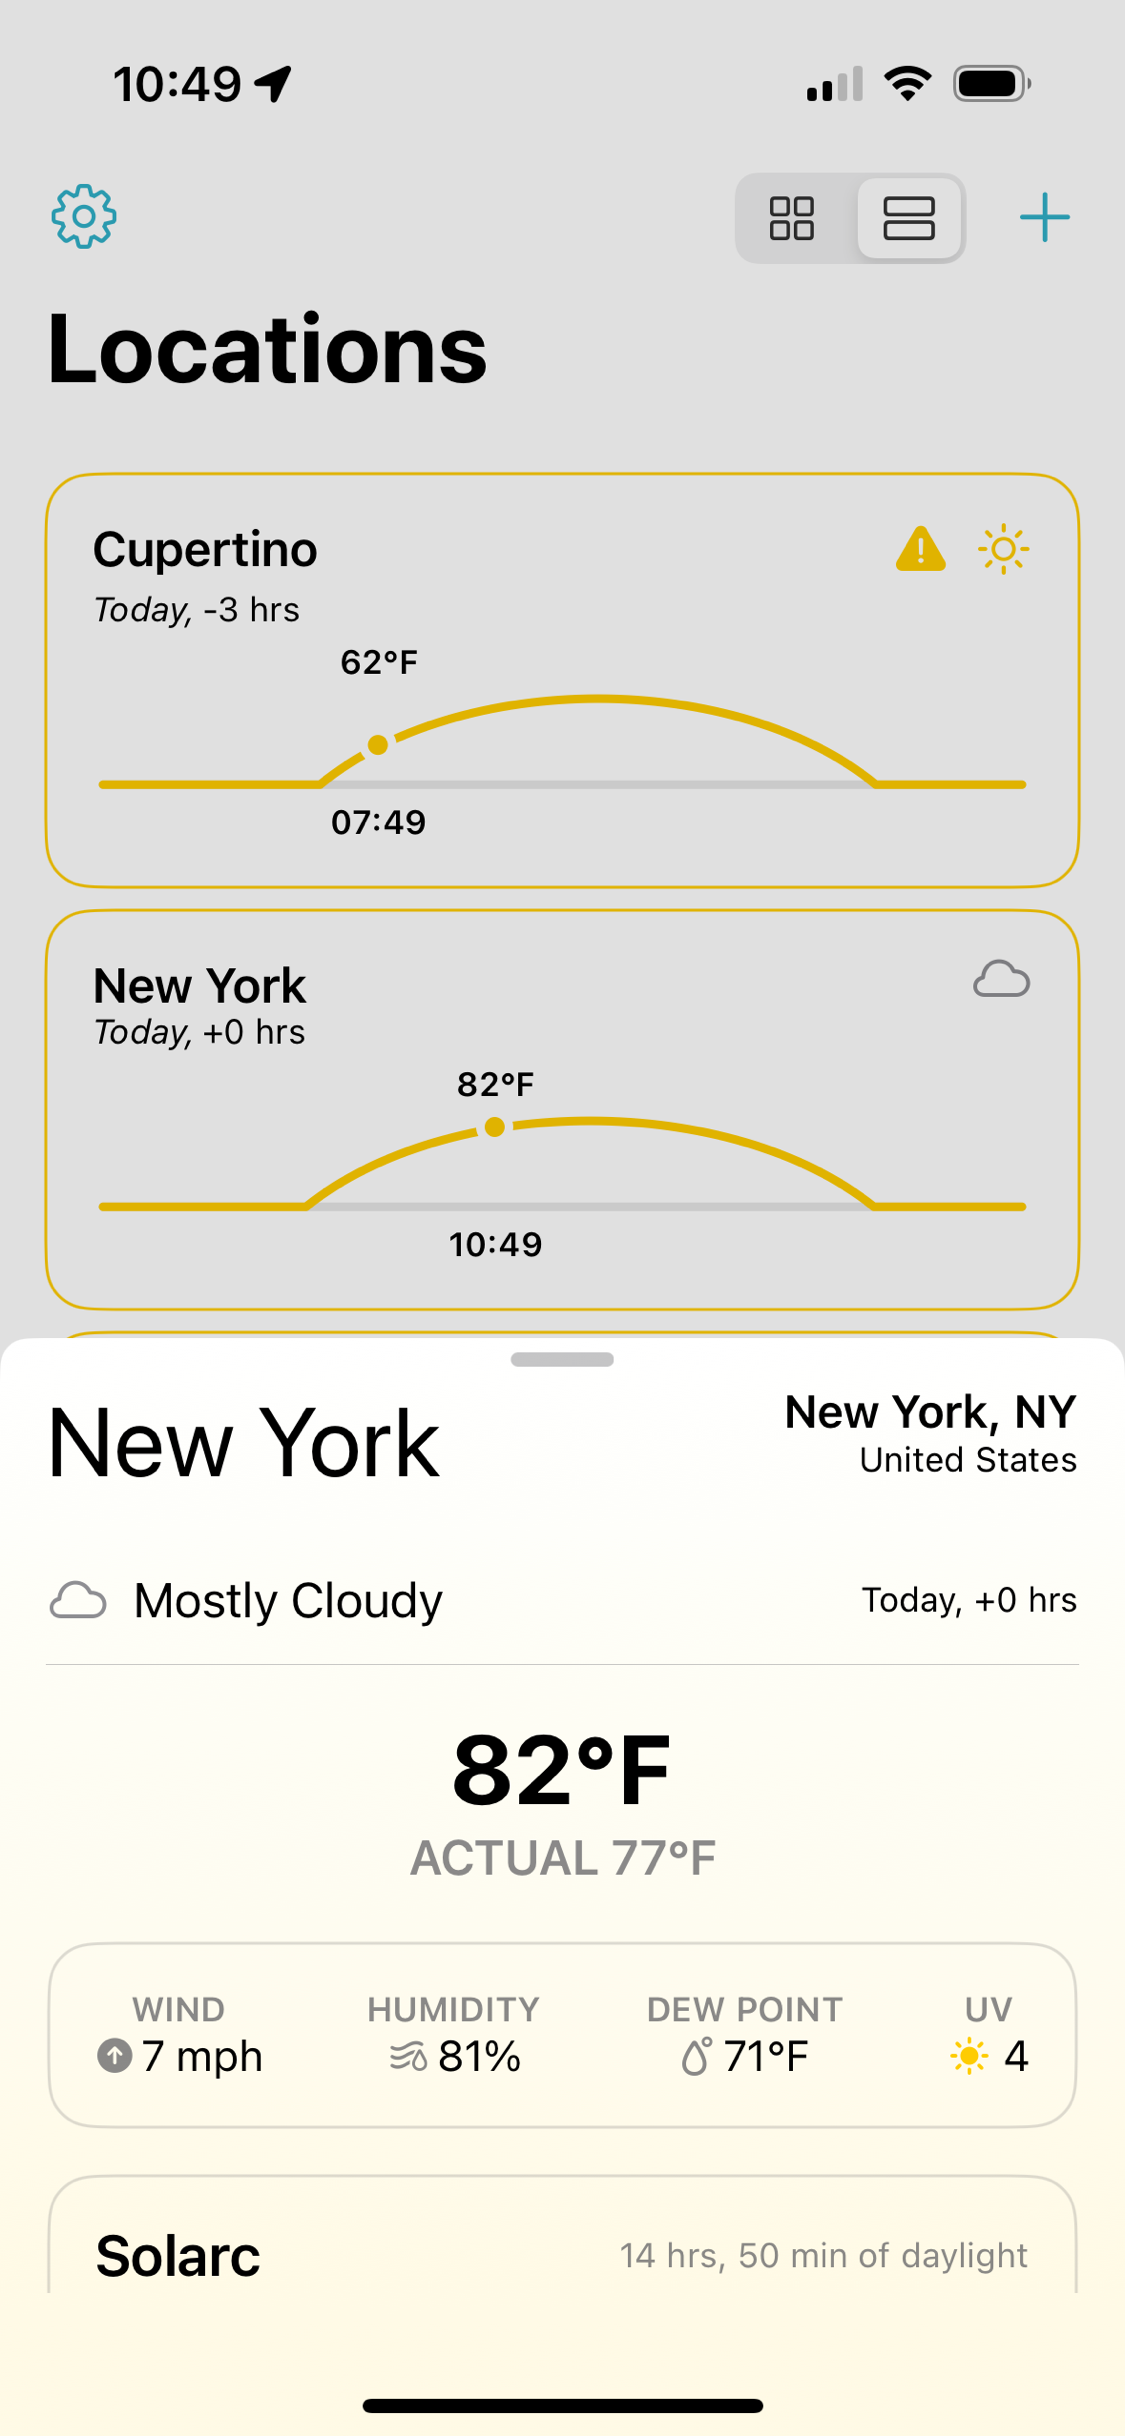 10:49
Locations
Cupertino
Today, -3 hrs
62°F
07:49
New York
Today, +0 hrs
82°F
10:49
New York
New York, NY
United States
Mostly Cloudy
Today, +0 hrs
82°F
ACTUAL 77°F
WIND HUMIDITY DEW POINT UV
7 mph 81% 71°F 4
Solarc 14 hrs, 50 min of daylight